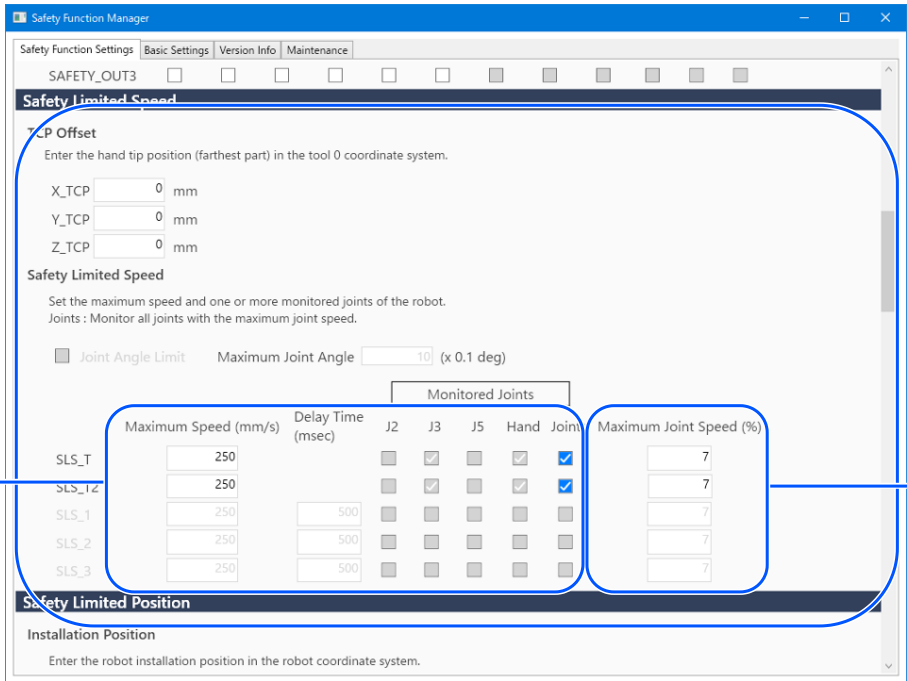 Safety Function Manager
Safety Function Settings Basic Settings Version Info Maintenance
SAFETY_OUT3
Safety Limited Speed
TCP Offset
Enter the hand tip position (farthest part) in the tool 0 coordinate system.
X_TCP 0 mm
Y_TCP 0 mm
Z_TCP 0 mm
Safety Limited Speed
Set the maximum speed and one or more monitored joints of the robot.
Joints : Monitor all joints with the maximum joint speed.
Joint Angle Limit Maximum Joint Angle 10 (x 0.1 deg)
Monitored Joints
Maximum Speed (mm/s) Delay Time (msec) J2 J3 J5 Hand Joint Maximum Joint Speed (%)
SLS_T 250 7
SLS_T2 250 7
SLS_1 250 500 7
SLS_2 250 500 7
SLS_3 250 500 7
Safety Limited Position
Installation Position
Enter the robot installation position in the robot coordinate system.